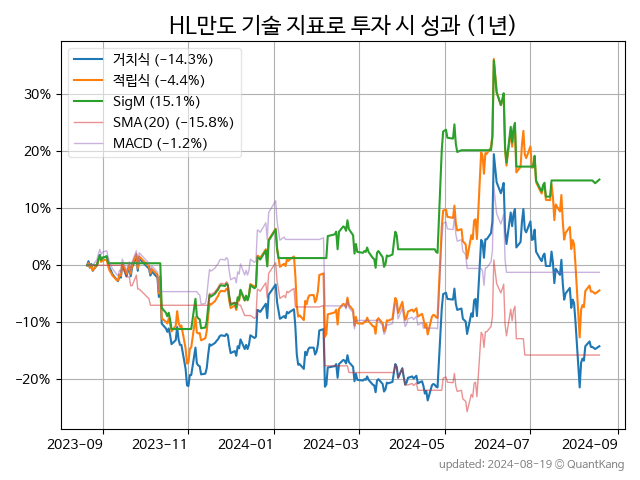 HL만도 기술 지표로 투자 시 성과 (1년)
거치식 (−14.3%)
적립식 (−4.4%)
SigM (15.1%)
SMA(20) (−15.8%)
MACD (−1.2%)
30%
20%
10%
0%
−10%
−20%
2023-09 2023-11 2024-01 2024-03 2024-05 2024-07 2024-09
updated: 2024-08-19 © QuantKang